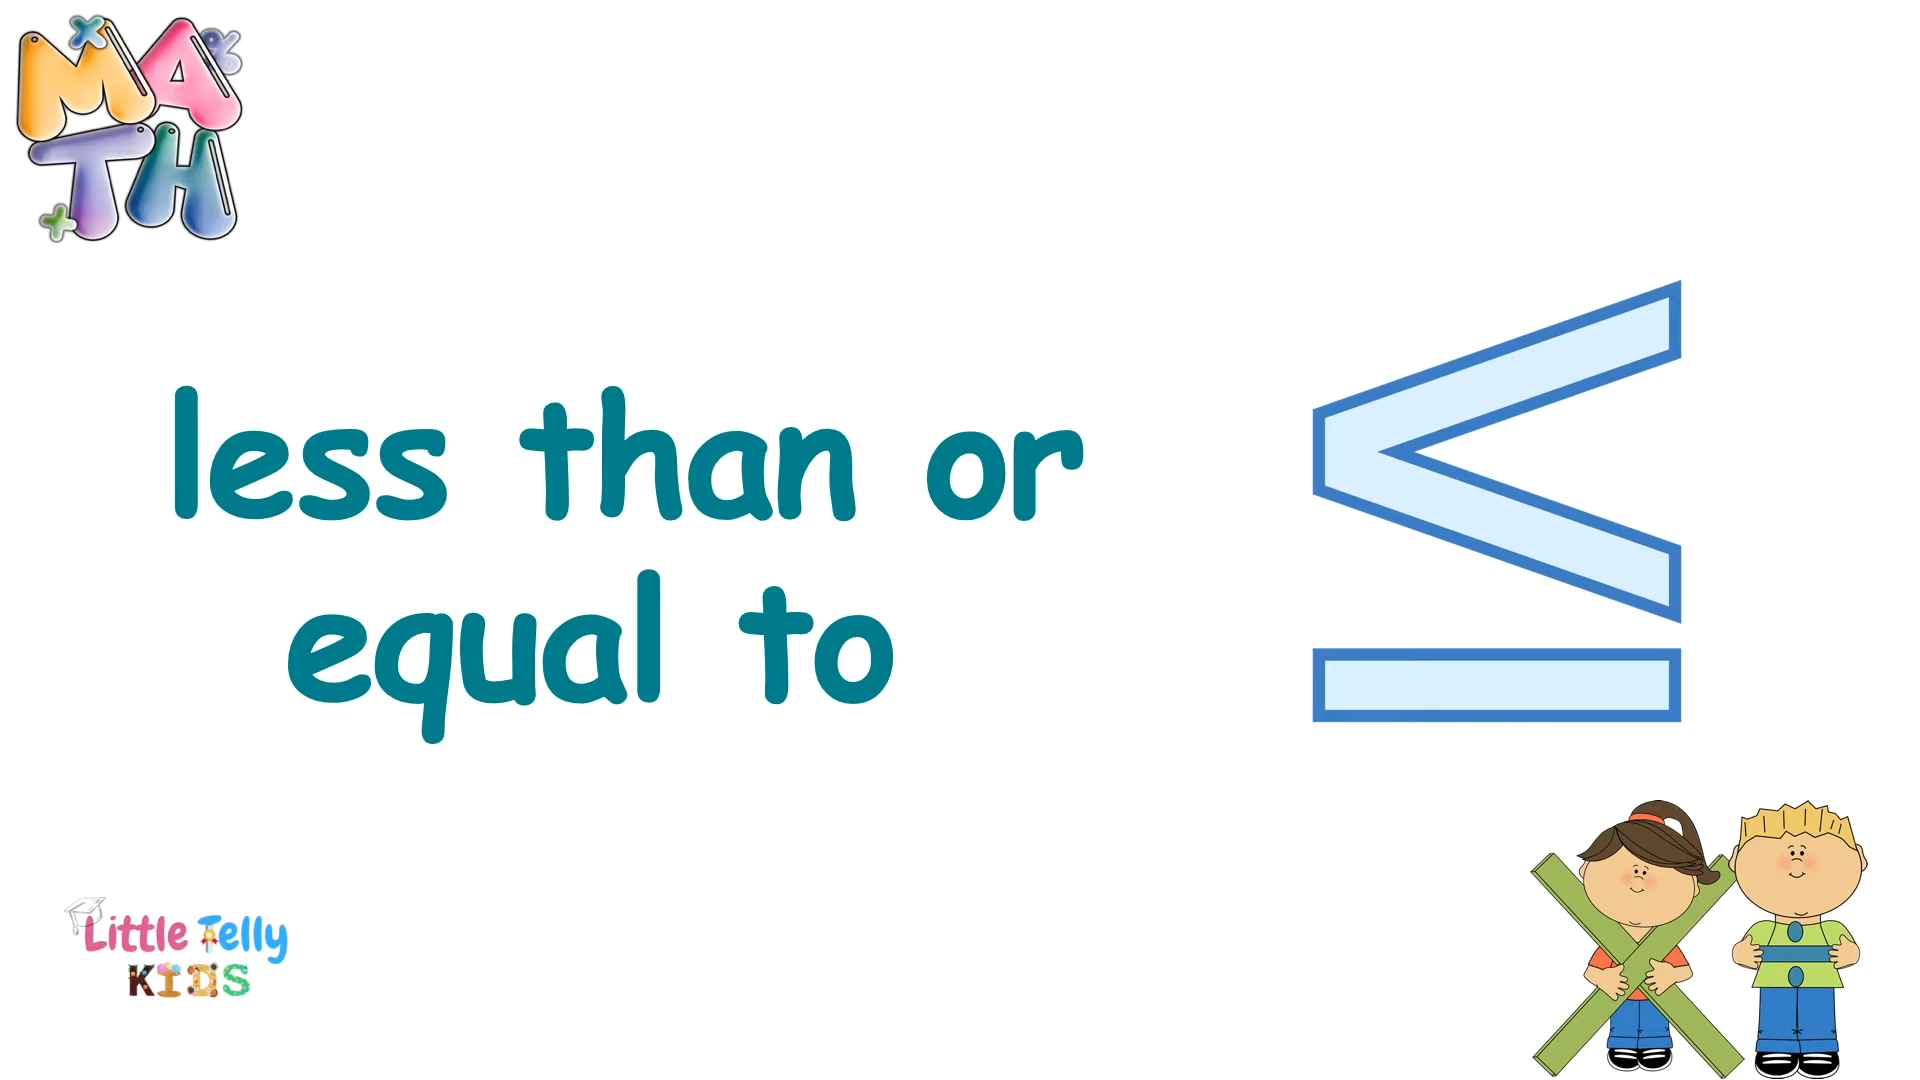 MATH
less than or
equal to
≤
Little Telly
KIDS